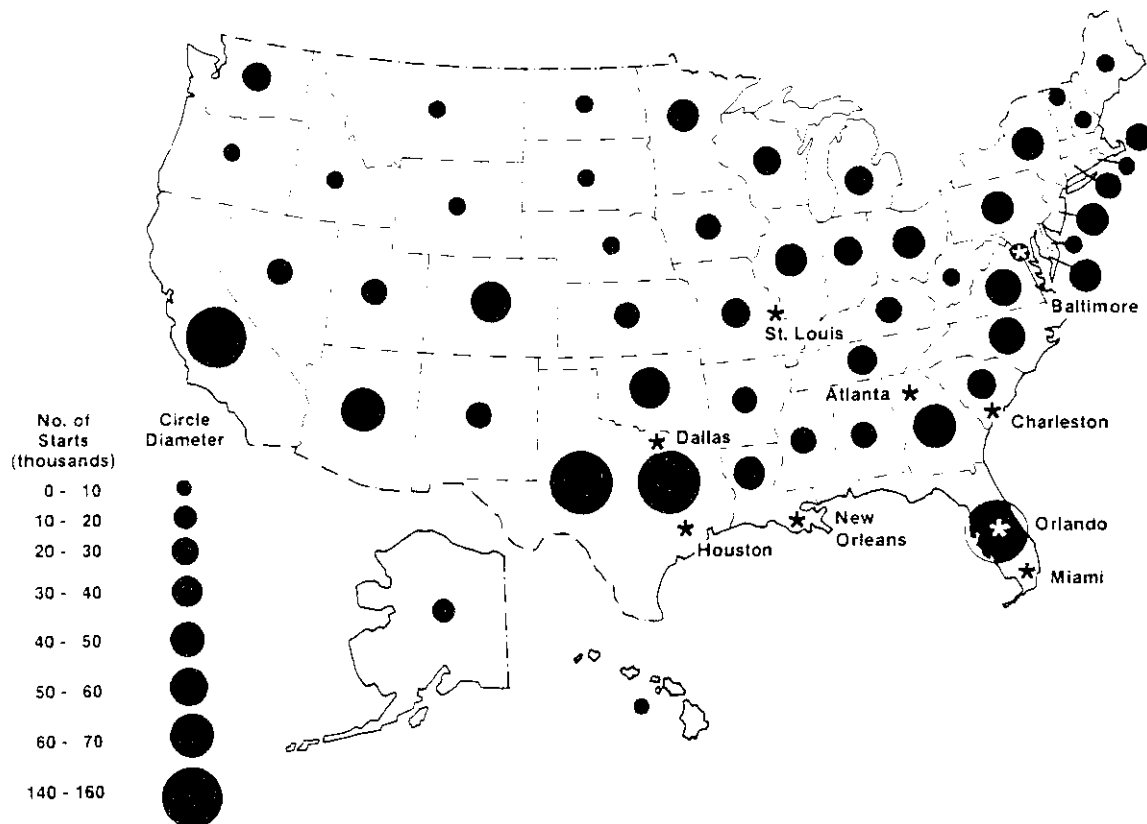 Baltimore
St. Louis
Atlanta
Charleston
Dallas
New
Orleans
Houston
Orlando
Miami
No. of
Starts
(thousands)
Circle
Diameter
0 - 10
10 - 20
20 - 30
30 - 40
40 - 50
50 - 60
60 - 70
140 - 160